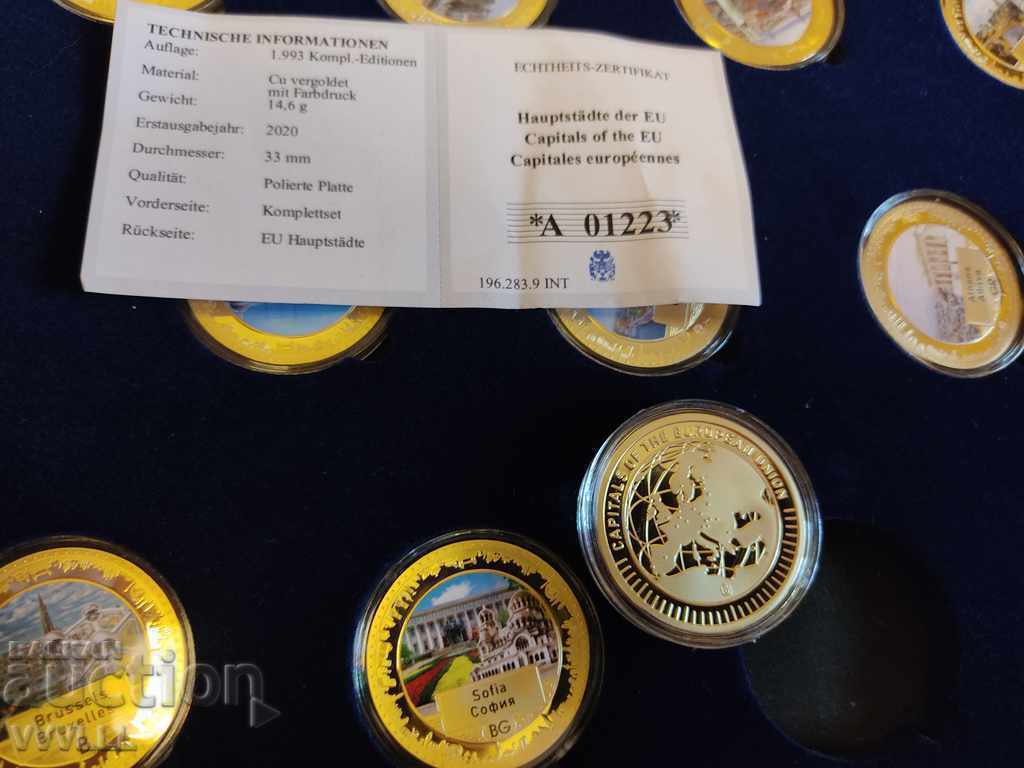 TECHNISCHE INFORMATIONEN
Auflage: 1.993 Kompl.-Editionen
Material: Cu vergoldet
mit Farbdruck
Gewicht: 14,6 g
Erstausgabejahr: 2020
Durchmesser: 33 mm
Qualität: Polierte Platte
Vorderseite: Komplettset
Rückseite: EU Hauptstädte
ECHTHEITS-ZERTIFIKAT
Hauptstädte der EU
Capitals of the EU
Capitales européennes
*A 01223*
196.283.9 INT
CAPITALS OF THE EUROPEAN UNION
Sofia
София
BG
Brussels
BALKAN
auction